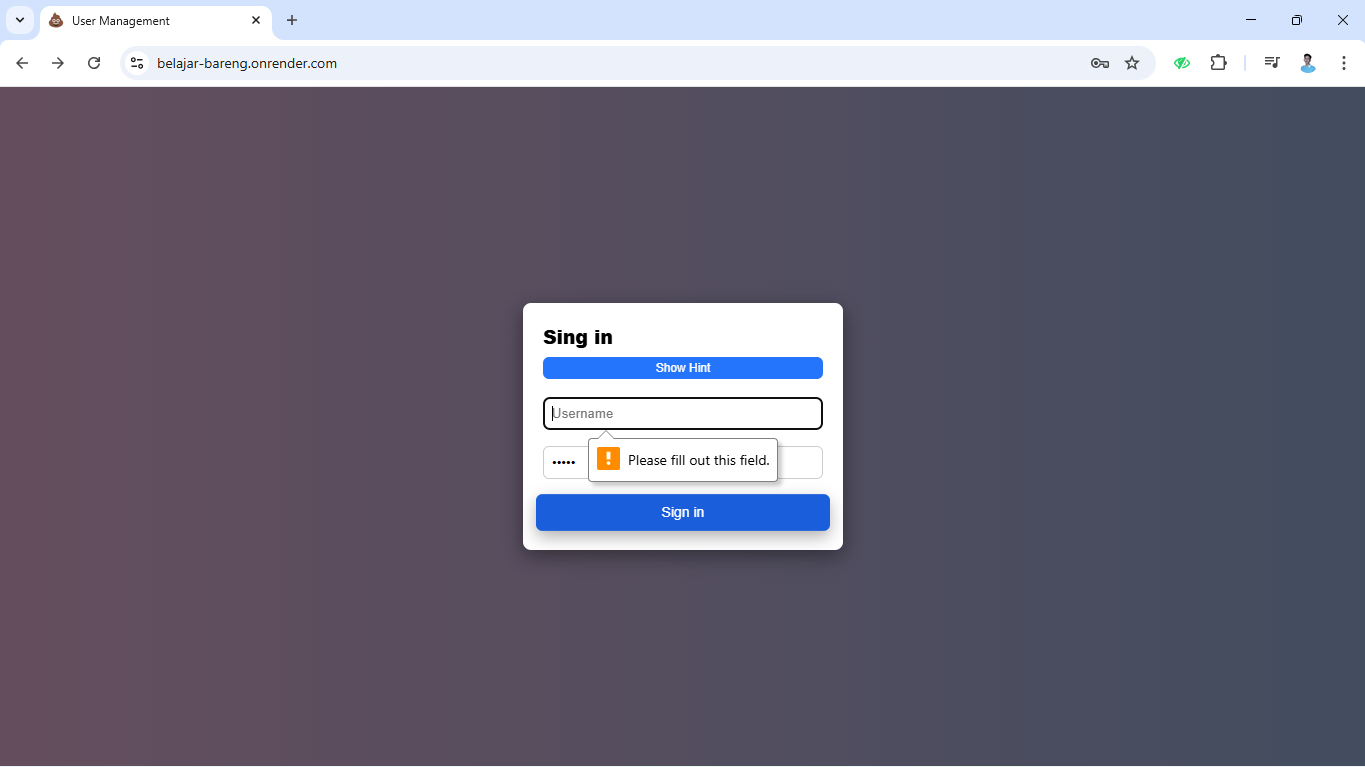 User Management
belajar-bareng.onrender.com
Sing in
Show Hint
Username
•••••
Please fill out this field.
Sign in